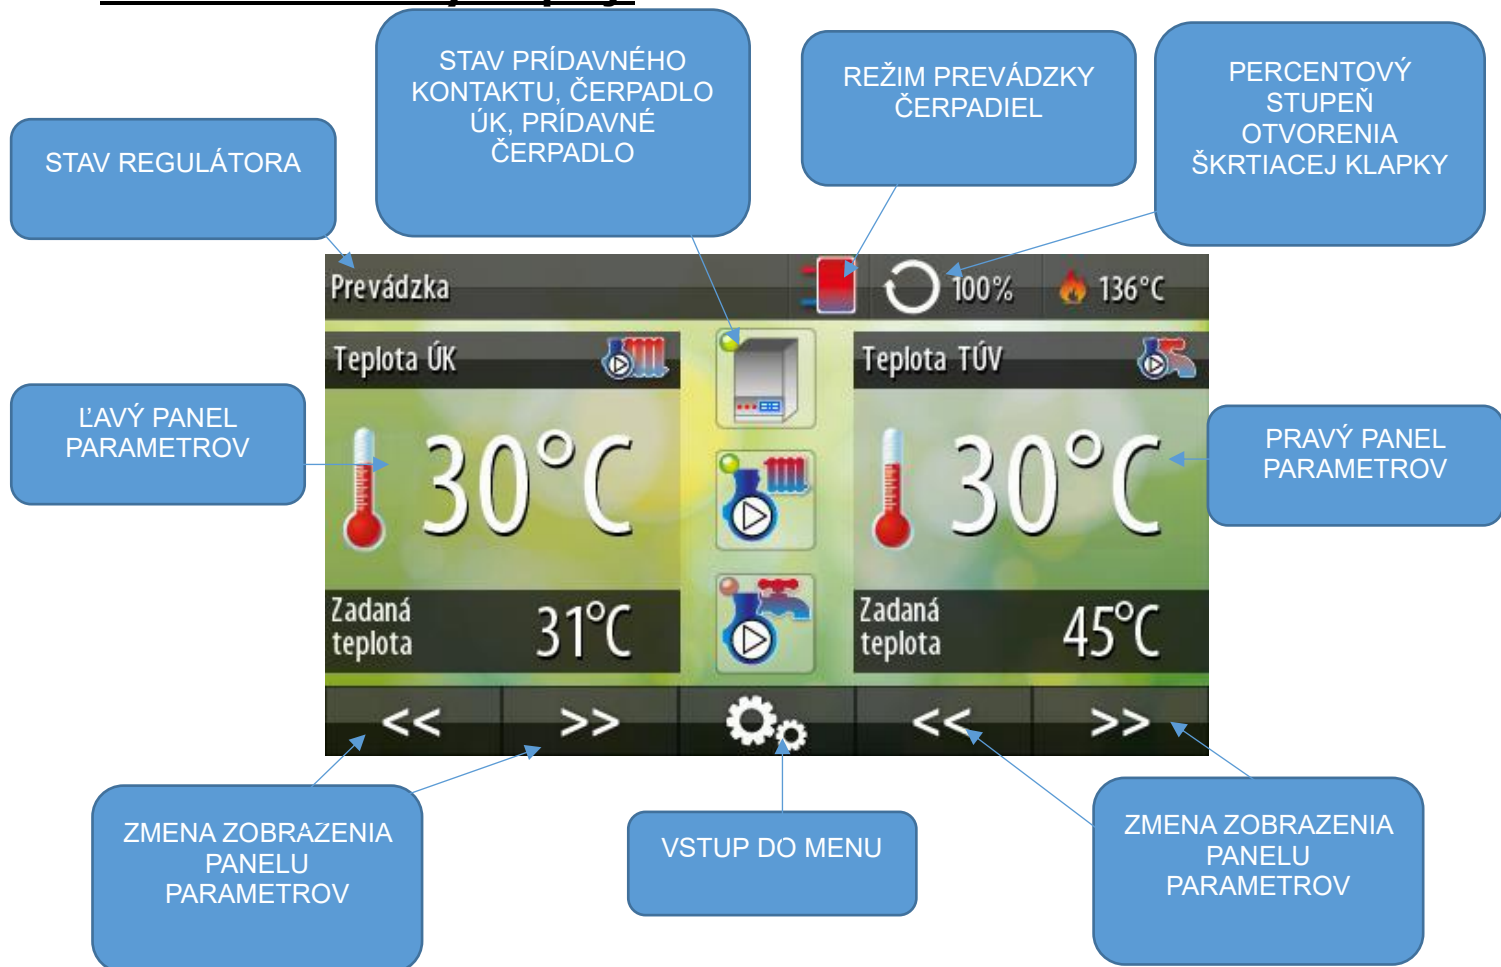 STAV PRÍDAVNÉHO
KONTAKTU, ČERPADLO
ÚK, PRÍDAVNÉ
ČERPADLO
REŽIM PREVÁDZKY
ČERPADIEL
PERCENTOVÝ
STUPEŇ
OTVORENIA
ŠKRTIACEJ KLAPKY
STAV REGULÁTORA
Prevádzka
100%
136°C
Teplota ÚK
Teplota TÚV
ĽAVÝ PANEL
PARAMETROV
30°C
30°C
PRAVÝ PANEL
PARAMETROV
Zadaná
teplota
31°C
Zadaná
teplota
45°C
<<
>>
<<
>>
ZMENA ZOBRAZENIA
PANELU
PARAMETROV
VSTUP DO MENU
ZMENA ZOBRAZENIA
PANELU
PARAMETROV